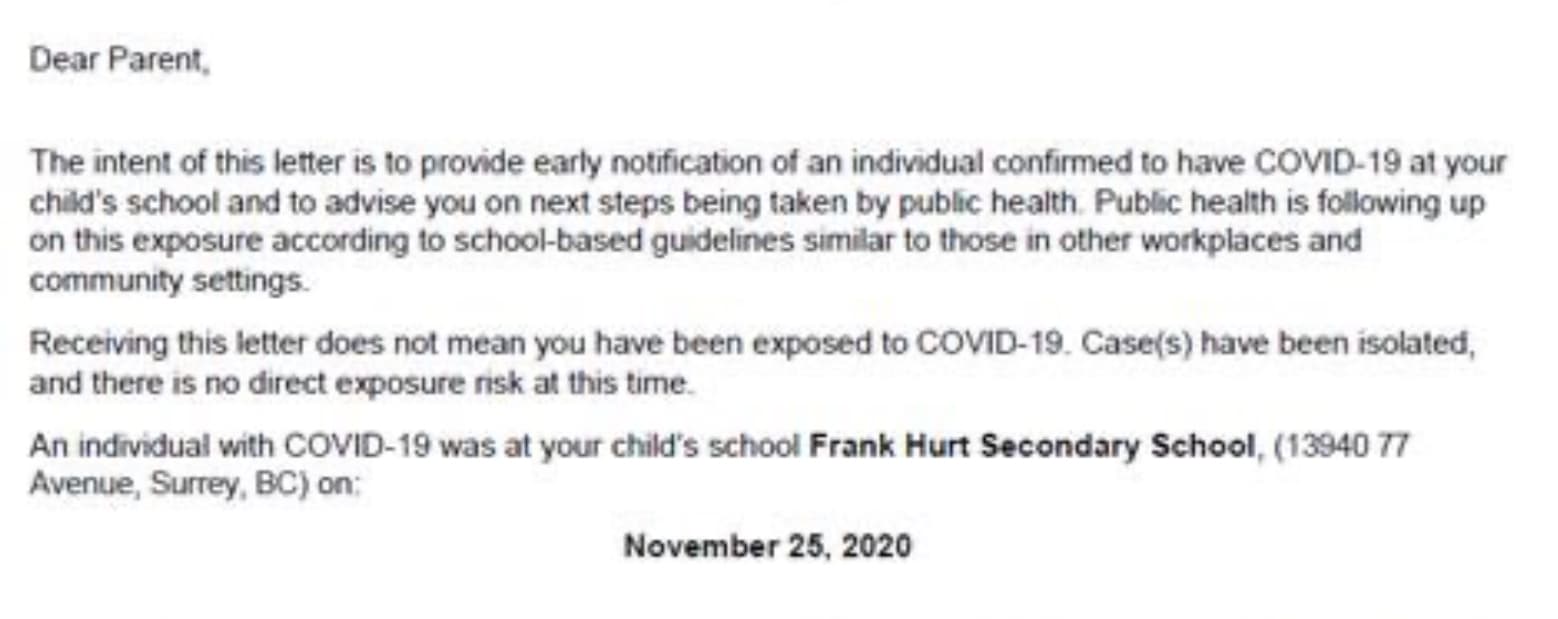 Dear Parent,
The intent of this letter is to provide early notification of an individual confirmed to have COVID-19 at your
child's school and to advise you on next steps being taken by public health. Public health is following up
on this exposure according to school-based guidelines similar to those in other workplaces and
community settings.
Receiving this letter does not mean you have been exposed to COVID-19. Case(s) have been isolated,
and there is no direct exposure risk at this time.
An individual with COVID-19 was at your child's school Frank Hurt Secondary School, (13940 77
Avenue, Surrey, BC) on:
November 25, 2020